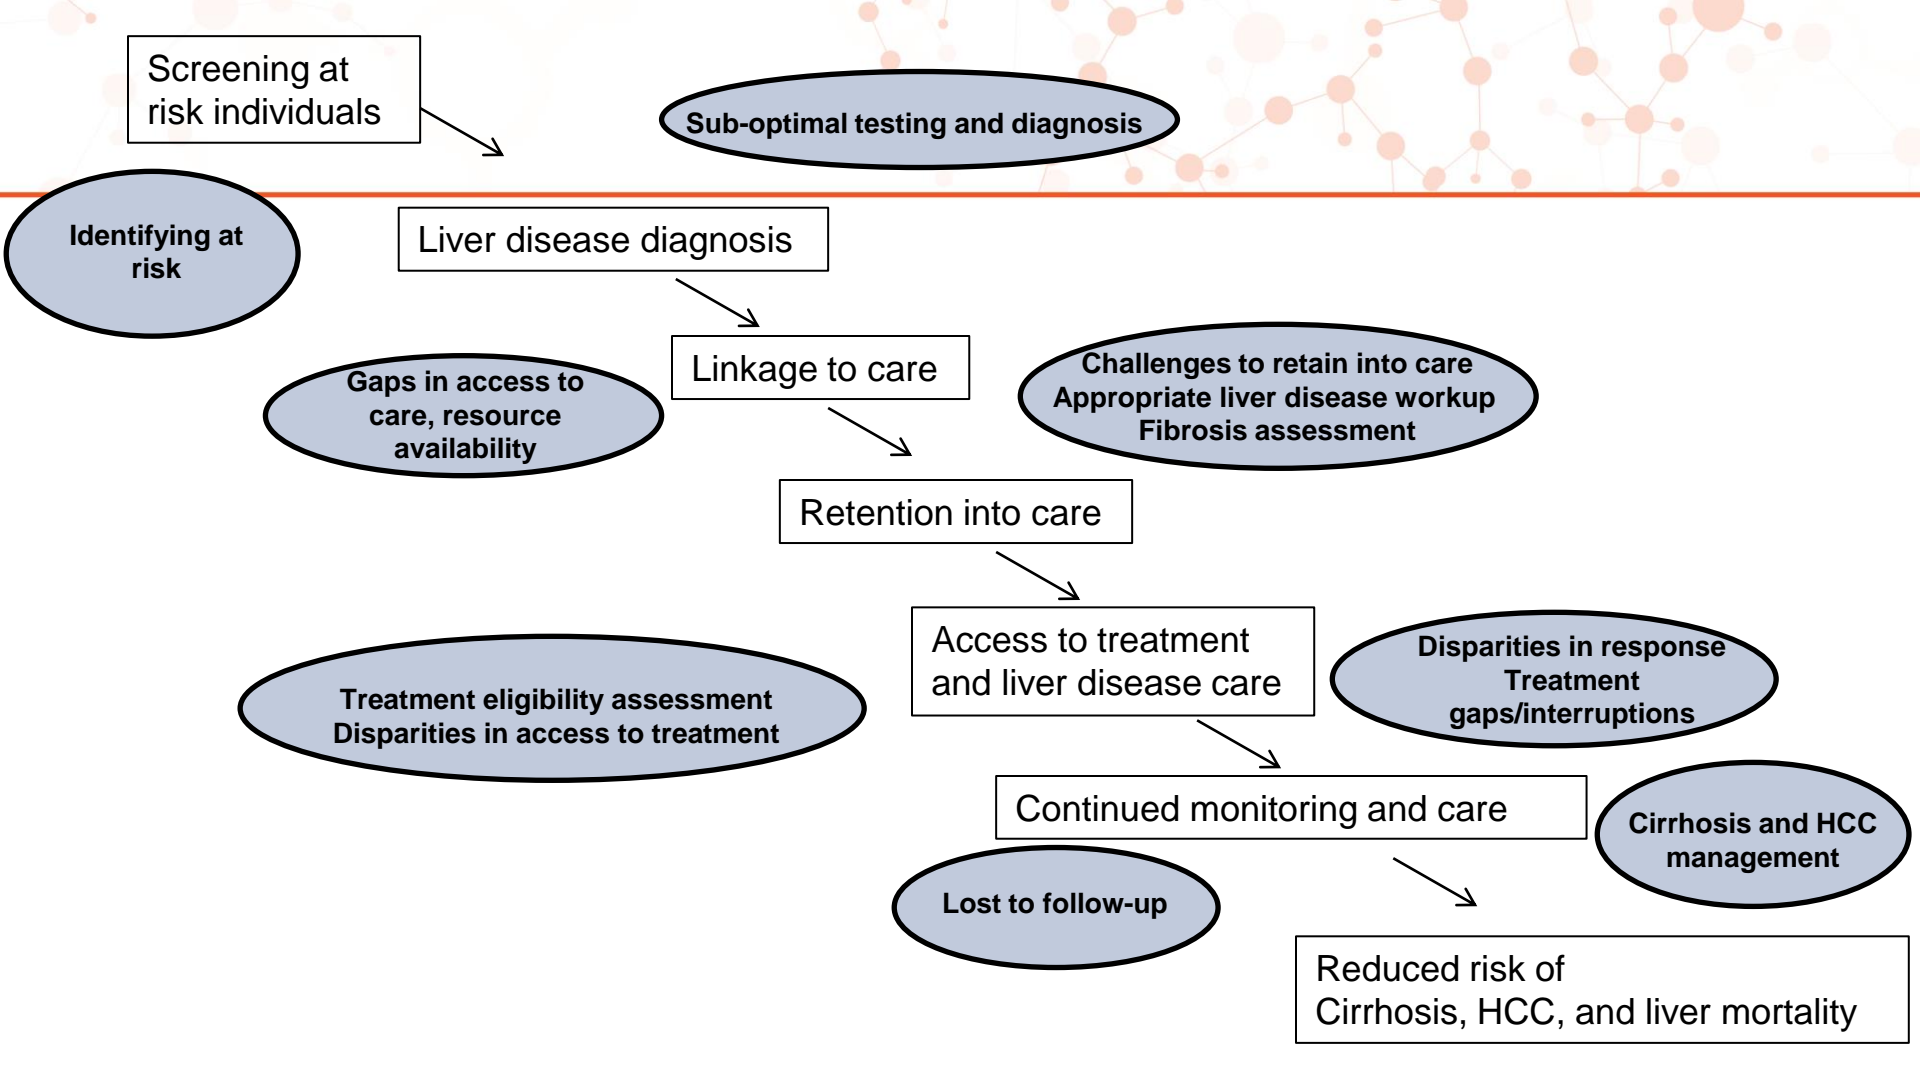 Screening at
risk individuals
Sub-optimal testing and diagnosis
Identifying at
risk
Liver disease diagnosis
Linkage to care
Gaps in access to
care, resource
availability
Challenges to retain into care
Appropriate liver disease workup
Fibrosis assessment
Retention into care
Access to treatment
and liver disease care
Treatment eligibility assessment
Disparities in access to treatment
Disparities in response
Treatment
gaps/interruptions
Continued monitoring and care
Cirrhosis and HCC
management
Lost to follow-up
Reduced risk of
Cirrhosis, HCC, and liver mortality